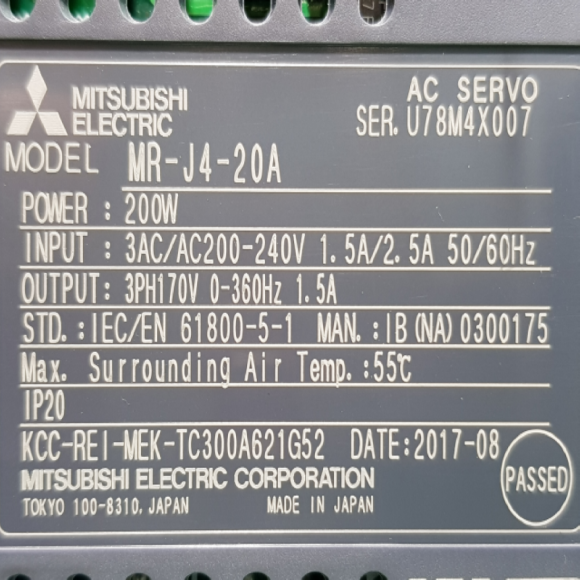 MITSUBISHI
ELECTRIC
AC SERVO
SER. U78M4X007
MODEL MR-J4-20A
POWER : 200W
INPUT : 3AC/AC200-240V 1.5A/2.5A 50/60Hz
OUTPUT: 3PH170V 0-360Hz 1.5A
STD.: IEC/EN 61800-5-1 MAN.: IB(NA)0300175
Max. Surrounding Air Temp.:55℃
IP20
KCC-REI-MEK-TC300A621G52 DATE:2017-08
MITSUBISHI ELECTRIC CORPORATION
TOKYO 100-8310, JAPAN MADE IN JAPAN
PASSED